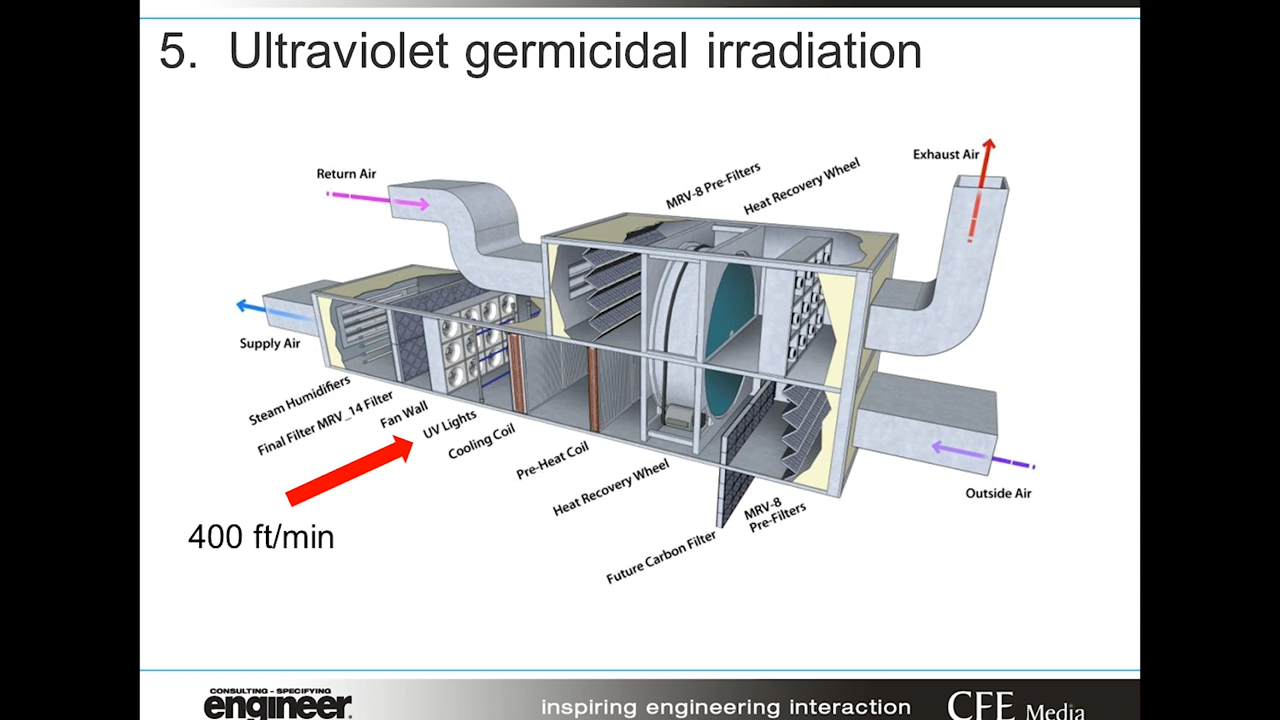 5. Ultraviolet germicidal irradiation
Exhaust Air
Return Air
MRV-8 Pre-Filters
Heat Recovery Wheel
Supply Air
Steam Humidifiers
Final Filter MRV_14 Filter
Fan Wall
UV Lights
Cooling Coil
Pre-Heat Coil
Heat Recovery Wheel
Future Carbon Filter
MRV-8
Pre-Filters
Outside Air
400 ft/min
CONSULTING - SPECIFYING
engineer
inspiring engineering interaction
CFE Media